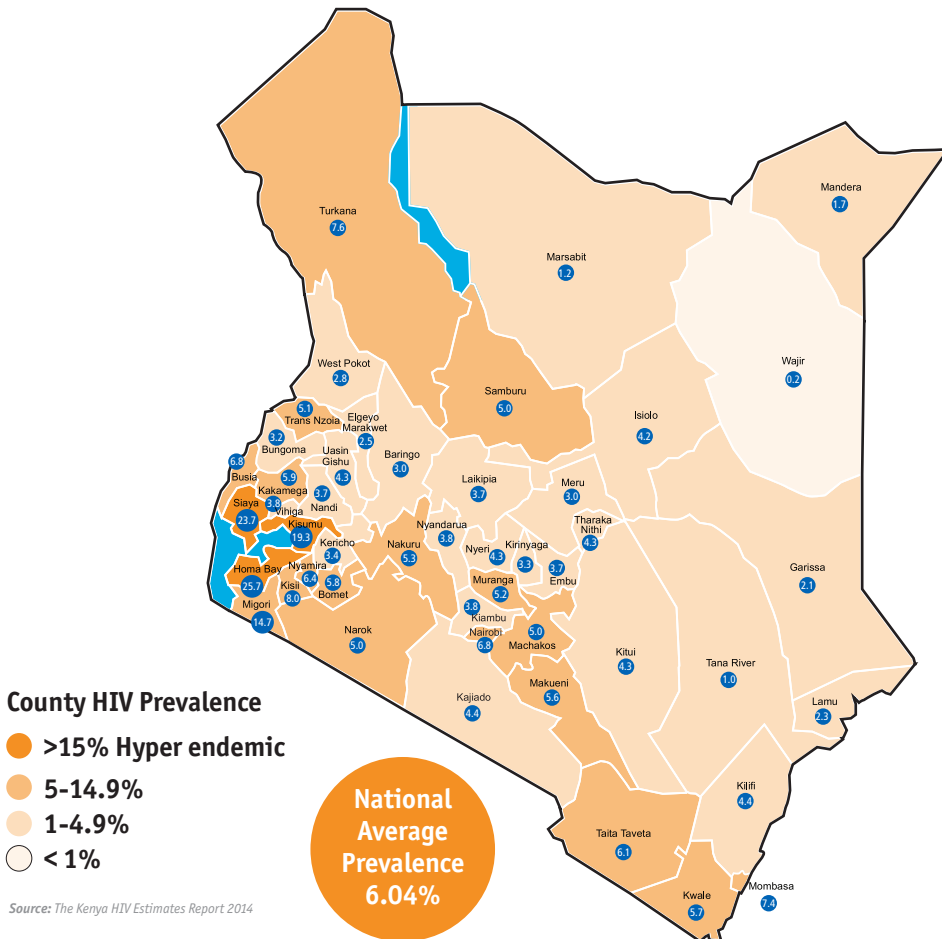 Mandera
1.7
Turkana
7.6
Marsabit
1.2
Wajir
0.2
West Pokot
2.8
Samburu
5.0
Isiolo
4.2
5.1
Trans Nzoia
Elgeyo
Marakwet
2.5
3.2
Bungoma
Uasin
Gishu
4.3
Baringo
3.0
6.8
Busia
5.9
Kakamega
3.7
Nandi
Laikipia
3.7
Meru
3.0
Siaya
23.7
3.8
Vihiga
Kisumu
19.3
Kericho
3.4
Nakuru
5.3
Nyandarua
3.8
Nyeri
4.3
Kirinyaga
3.3
Tharaka
Nithi
4.3
3.7
Embu
Garissa
2.1
Homa Bay
25.7
Nyamira
6.4
5.8
Bomet
Kisii
8.0
Muranga
5.2
Migori
14.7
Narok
5.0
3.8
Kiambu
Nairobi
6.8
5.0
Machakos
Kitui
4.3
Tana River
1.0
Makueni
5.6
Kajiado
4.4
Lamu
2.3
Kilifi
4.4
Taita Taveta
6.1
Kwale
5.7
Mombasa
7.4
County HIV Prevalence
>15% Hyper endemic
5-14.9%
1-4.9%
< 1%
National
Average
Prevalence
6.04%
Source: The Kenya HIV Estimates Report 2014